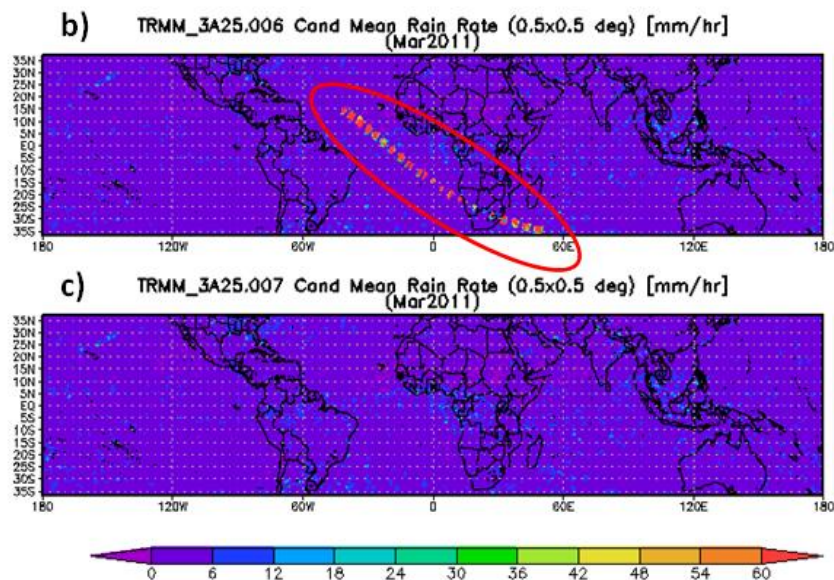 b) TRMM_3A25.006 Cond Mean Rain Rate (0.5x0.5 deg) [mm/hr]
(Mar2011)
35N
30N
25N
20N
15N
10N
5N
EQ
5S
10S
15S
20S
25S
30S
35S
180 120W 60W 0 60E 120E 180
c) TRMM_3A25.007 Cond Mean Rain Rate (0.5x0.5 deg) [mm/hr]
(Mar2011)
35N
30N
25N
20N
15N
10N
5N
EQ
5S
10S
15S
20S
25S
30S
35S
180 120W 60W 0 60E 120E 180
0 6 12 18 24 30 36 42 48 54 60